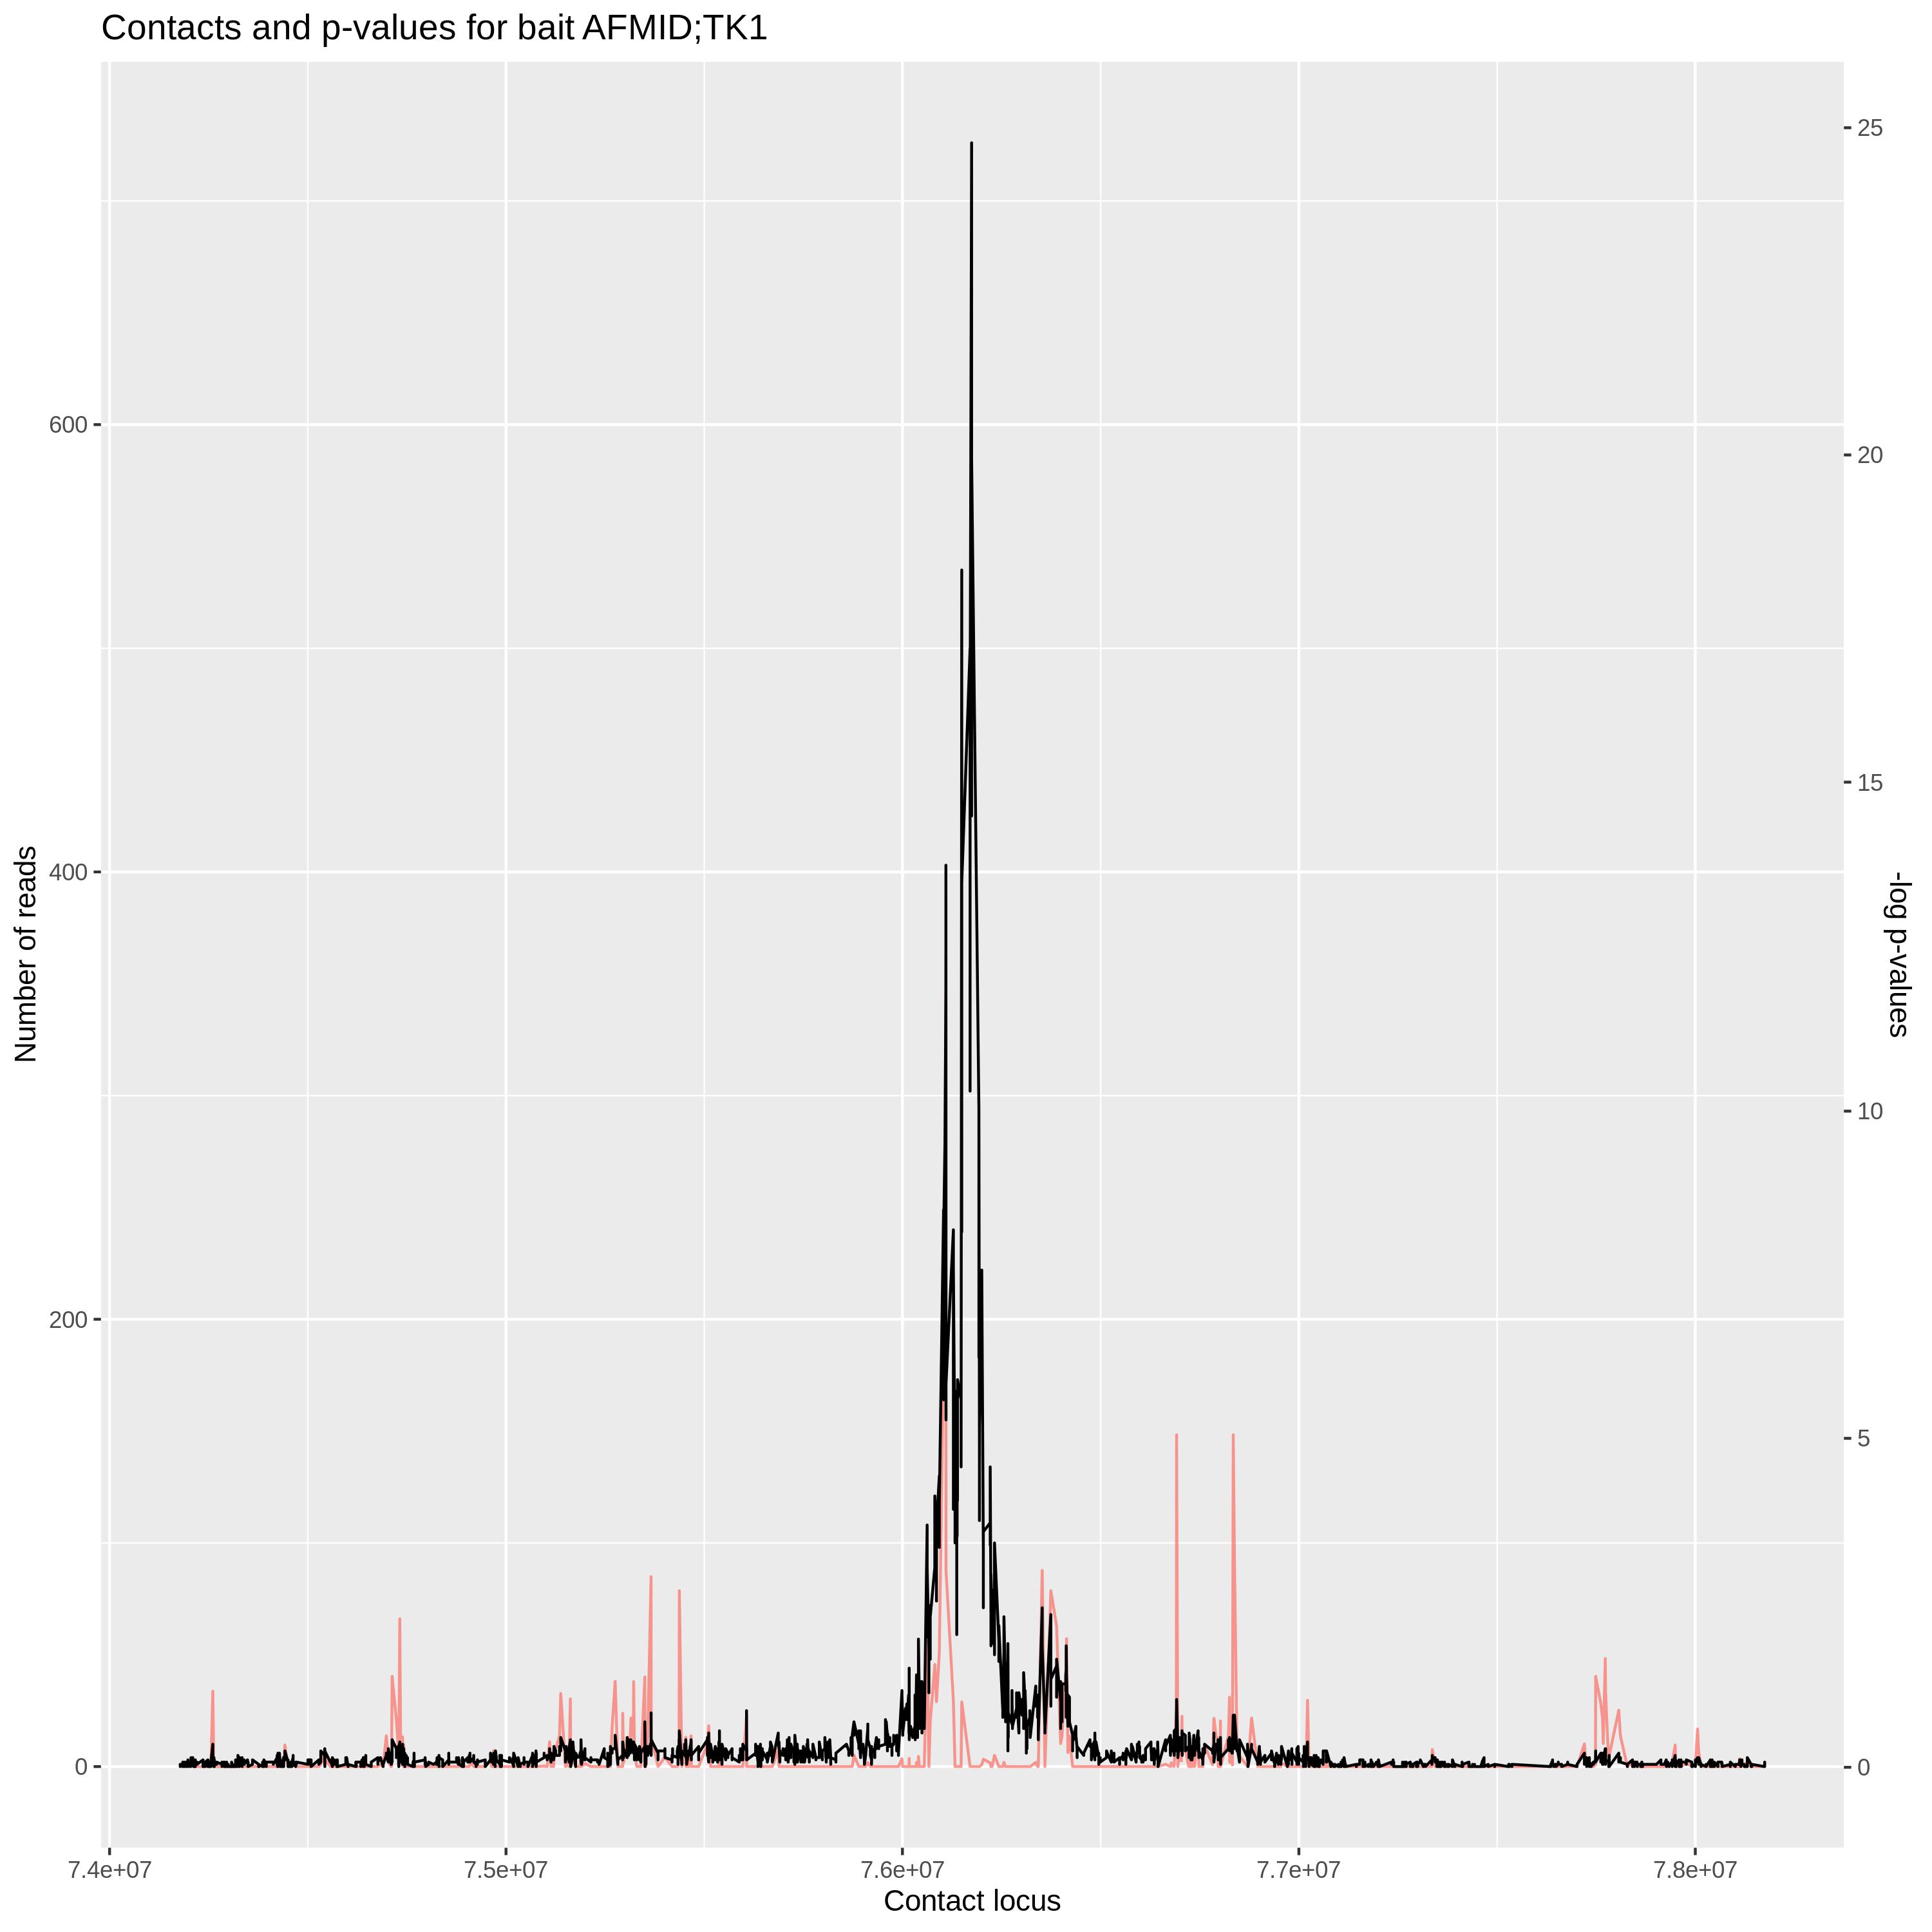 Contacts and p-values for bait AFMID;TK1
Number of reads
600
400
200
0
25
20
15
10
5
0
-log p-values
7.4e+07
7.5e+07
7.6e+07
7.7e+07
7.8e+07
Contact locus